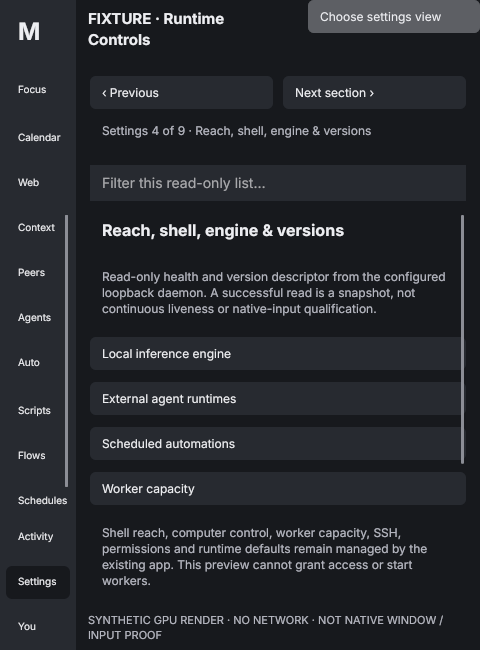 M
Focus
Calendar
Web
Context
Peers
Agents
Auto
Scripts
Flows
Schedules
Activity
Settings
You
FIXTURE · Runtime
Controls
Choose settings view
‹ Previous
Next section ›
Settings 4 of 9 · Reach, shell, engine & versions
Filter this read-only list...
Reach, shell, engine & versions
Read-only health and version descriptor from the configured
loopback daemon. A successful read is a snapshot, not
continuous liveness or native-input qualification.
Local inference engine
External agent runtimes
Scheduled automations
Worker capacity
Shell reach, computer control, worker capacity, SSH,
permissions and runtime defaults remain managed by the
existing app. This preview cannot grant access or start
workers.
SYNTHETIC GPU RENDER · NO NETWORK · NOT NATIVE WINDOW /
INPUT PROOF